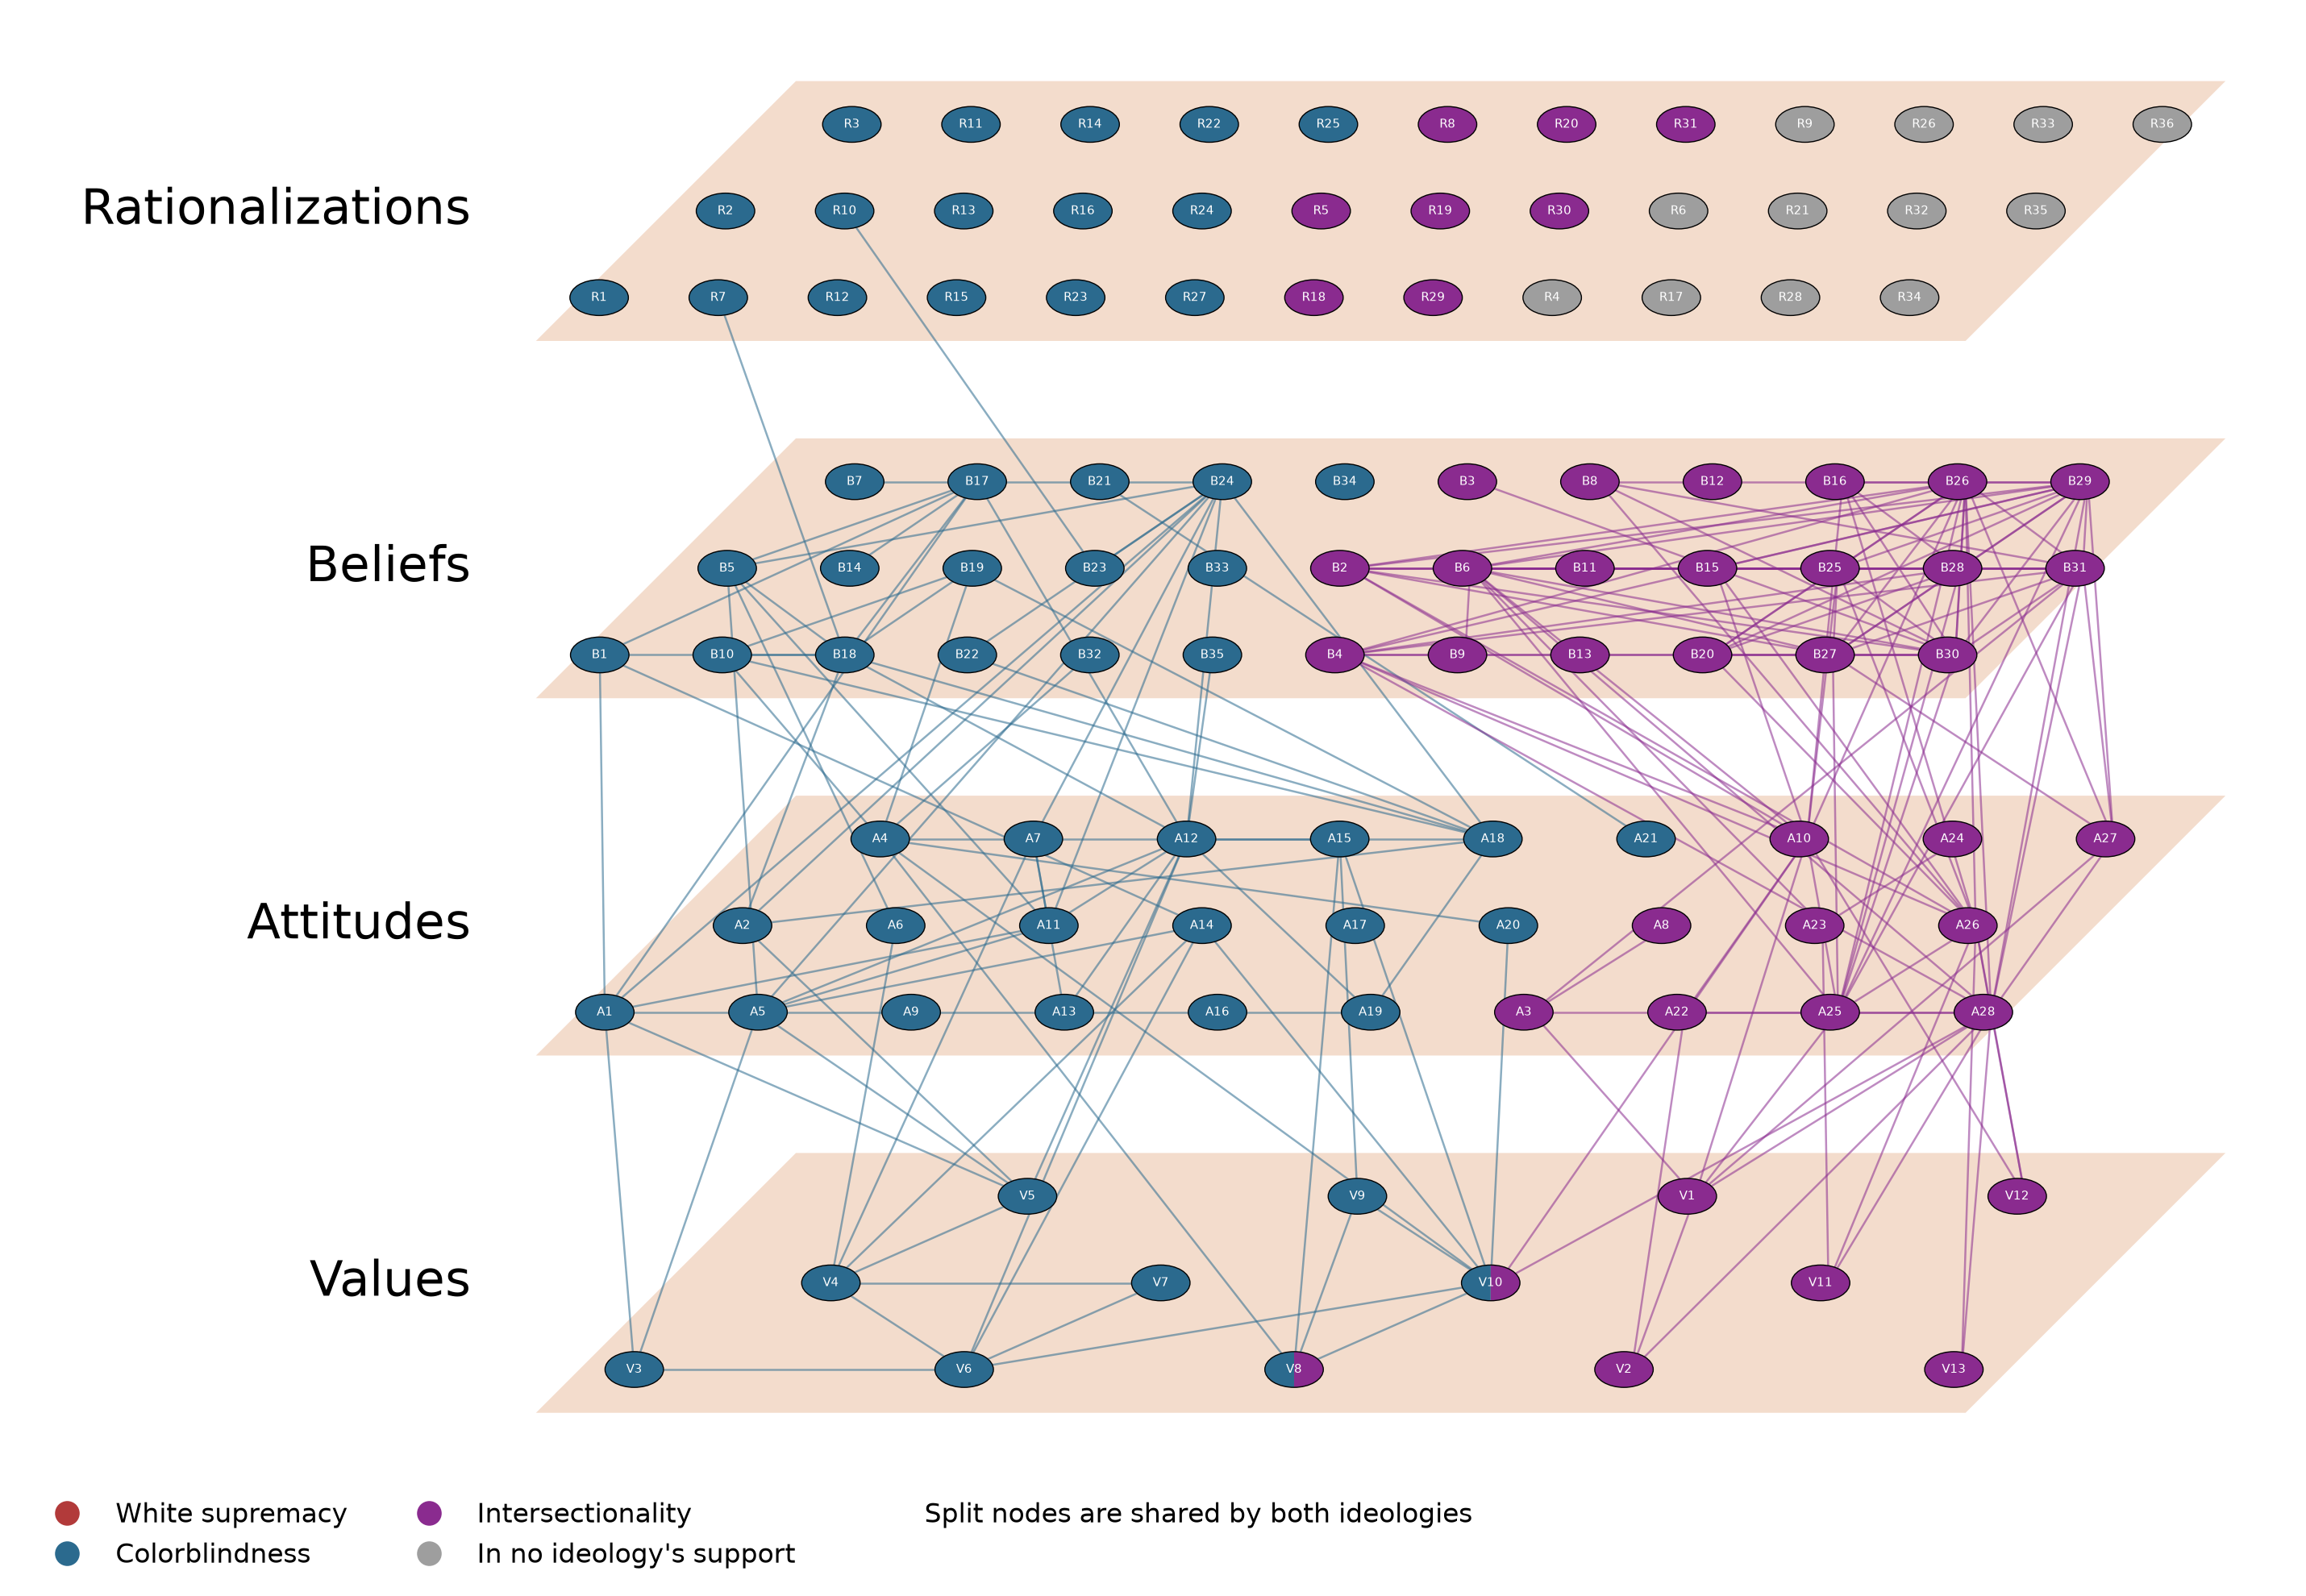 R3 R11 R14 R22 R25 R8 R20 R31 R9 R26 R33 R36
Rationalizations
R2 R10 R13 R16 R24 R5 R19 R30 R6 R21 R32 R35
R1 R7 R12 R15 R23 R27 R18 R29 R4 R17 R28 R34
B7 B17 B21 B24 B34 B3 B8 B12 B16 B26 B29
Beliefs
B5 B14 B19 B23 B33 B2 B6 B11 B15 B25 B28 B31
B1 B10 B18 B22 B32 B35 B4 B9 B13 B20 B27 B30
A4 A7 A12 A15 A18 A21 A10 A24 A27
Attitudes
A2 A6 A11 A14 A17 A20 A8 A23 A26
A1 A5 A9 A13 A16 A19 A3 A22 A25 A28
V5 V9 V1 V12
Values
V4 V7 V10 V11
V3 V6 V8 V2 V13
White supremacy Intersectionality Split nodes are shared by both ideologies
Colorblindness In no ideology's support